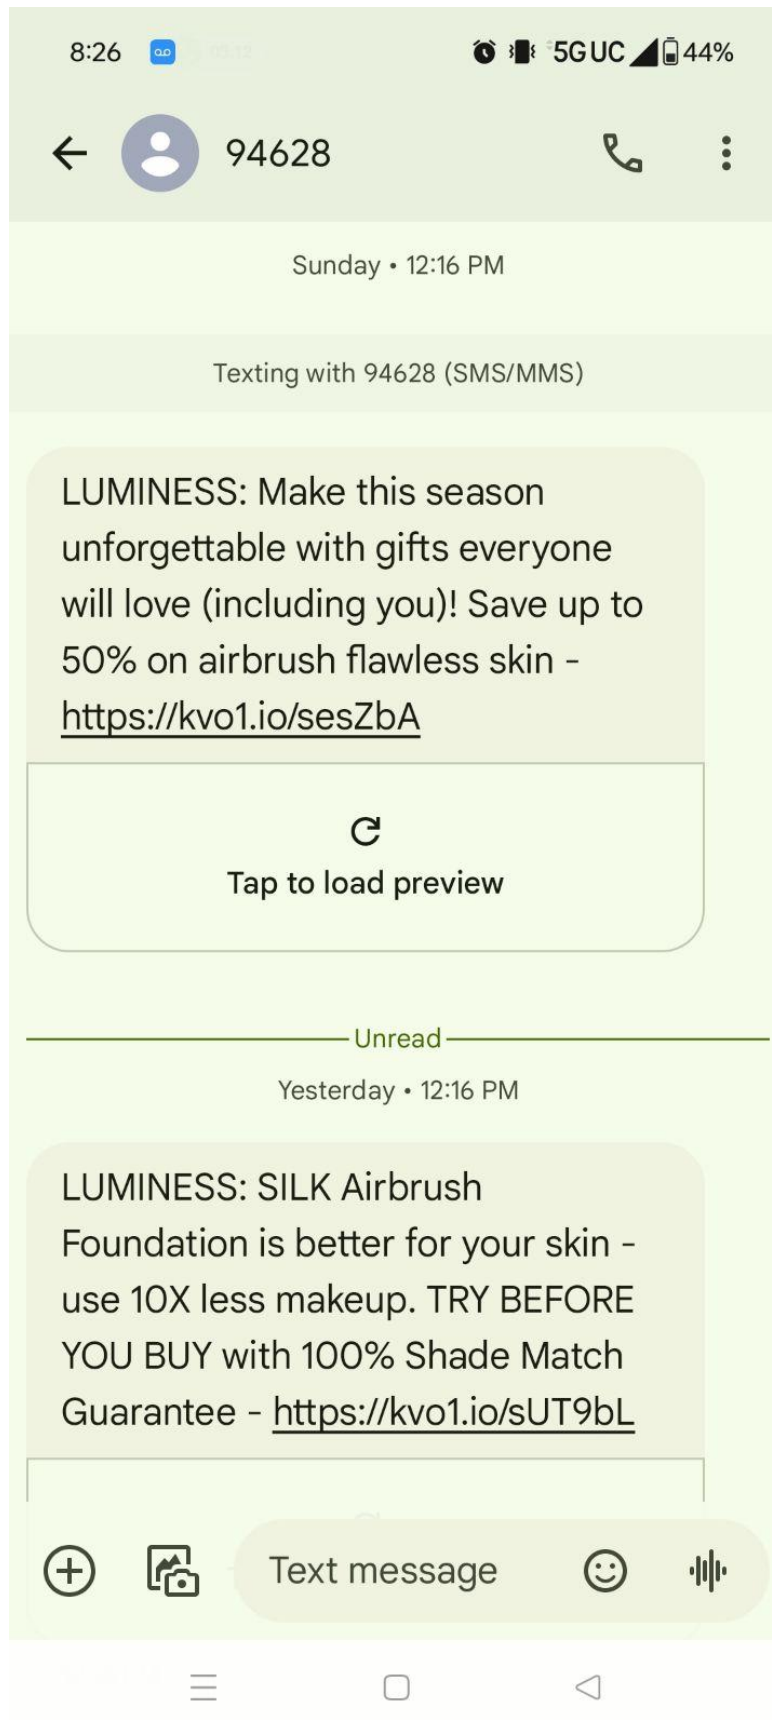 8:26
5G UC 44%
94628
Sunday • 12:16 PM
Texting with 94628 (SMS/MMS)
LUMINESS: Make this season
unforgettable with gifts everyone
will love (including you)! Save up to
50% on airbrush flawless skin -
https://kvo1.io/sesZbA
Tap to load preview
Unread
Yesterday • 12:16 PM
LUMINESS: SILK Airbrush
Foundation is better for your skin -
use 10X less makeup. TRY BEFORE
YOU BUY with 100% Shade Match
Guarantee - https://kvo1.io/sUT9bL
Text message